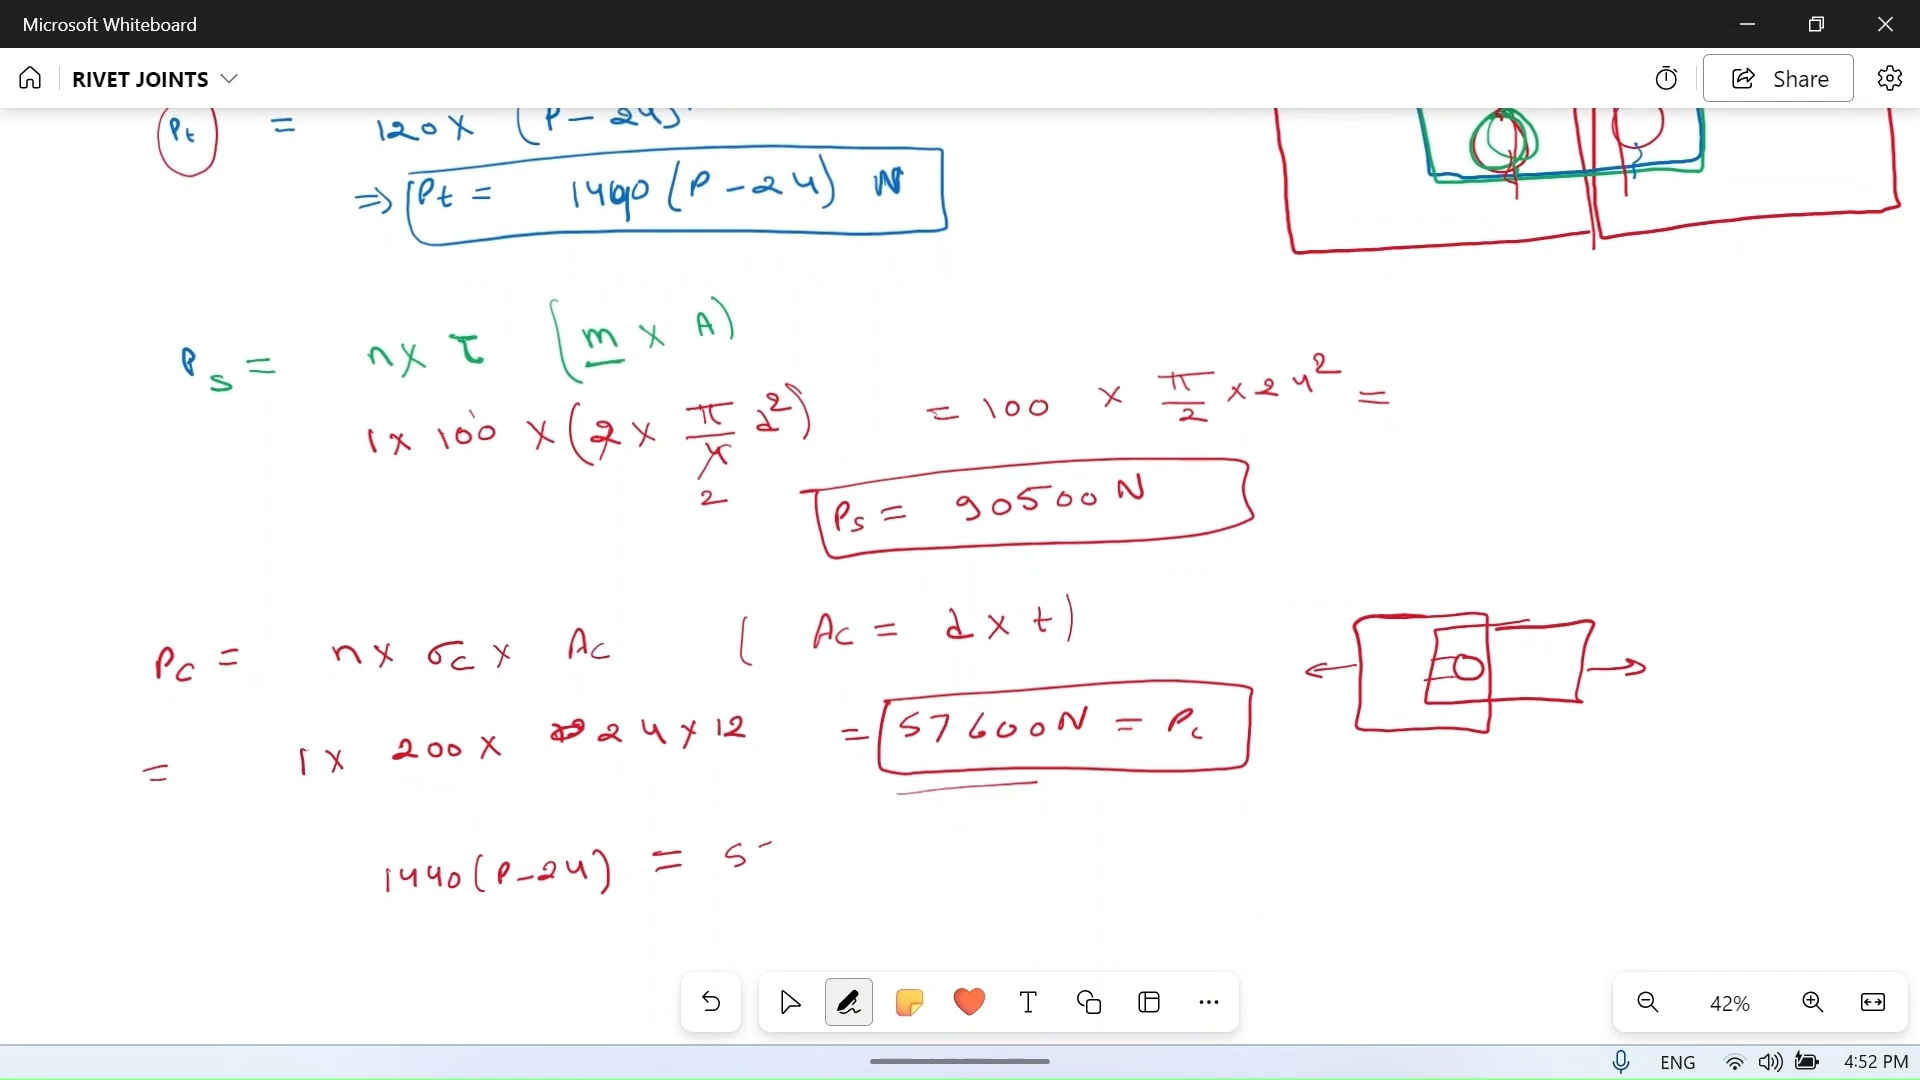 Microsoft Whiteboard
RIVET JOINTS
Share
Pt = 120 × (P - 24)
⇒ Pt = 1440 (P - 24) N
Ps = n × τ (m × A)
1 × 100 × (2 × π/4 d²) = 100 × π/2 × 24² =
2
Ps = 90500 N
Pc = n × σc × Ac ( Ac = d × t )
= 1 × 200 × 24 × 12 = 57600 N = Pc
1440 (P - 24) = 5
42%
ENG
4:52 PM